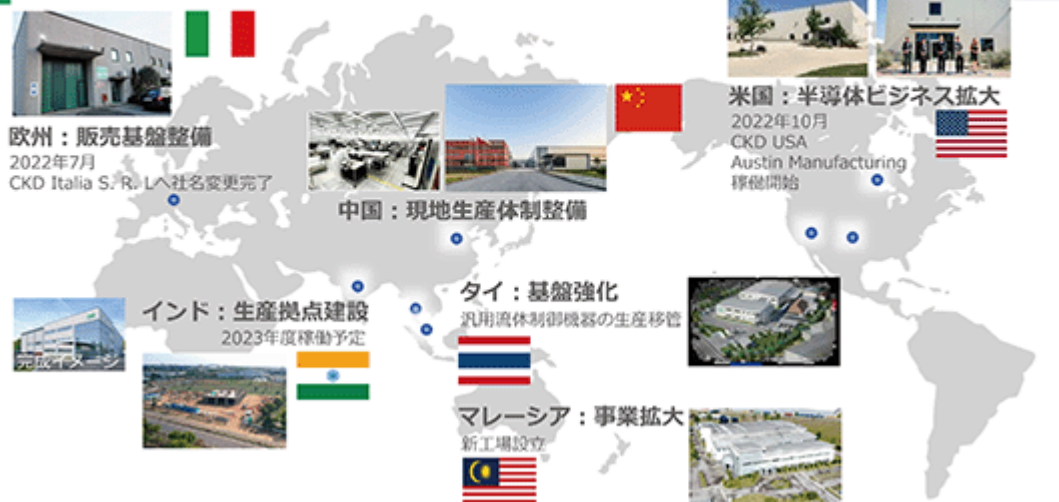 欧州：販売基盤整備
2022年7月
CKD Italia S. R. Lへ社名変更完了
中国：現地生産体制整備
米国：半導体ビジネス拡大
2022年10月
CKD USA
Austin Manufacturing
稼働開始
インド：生産拠点建設
2023年度稼働予定
完成イメージ
タイ：基盤強化
汎用流体制御機器の生産移管
マレーシア：事業拡大
新工場設立